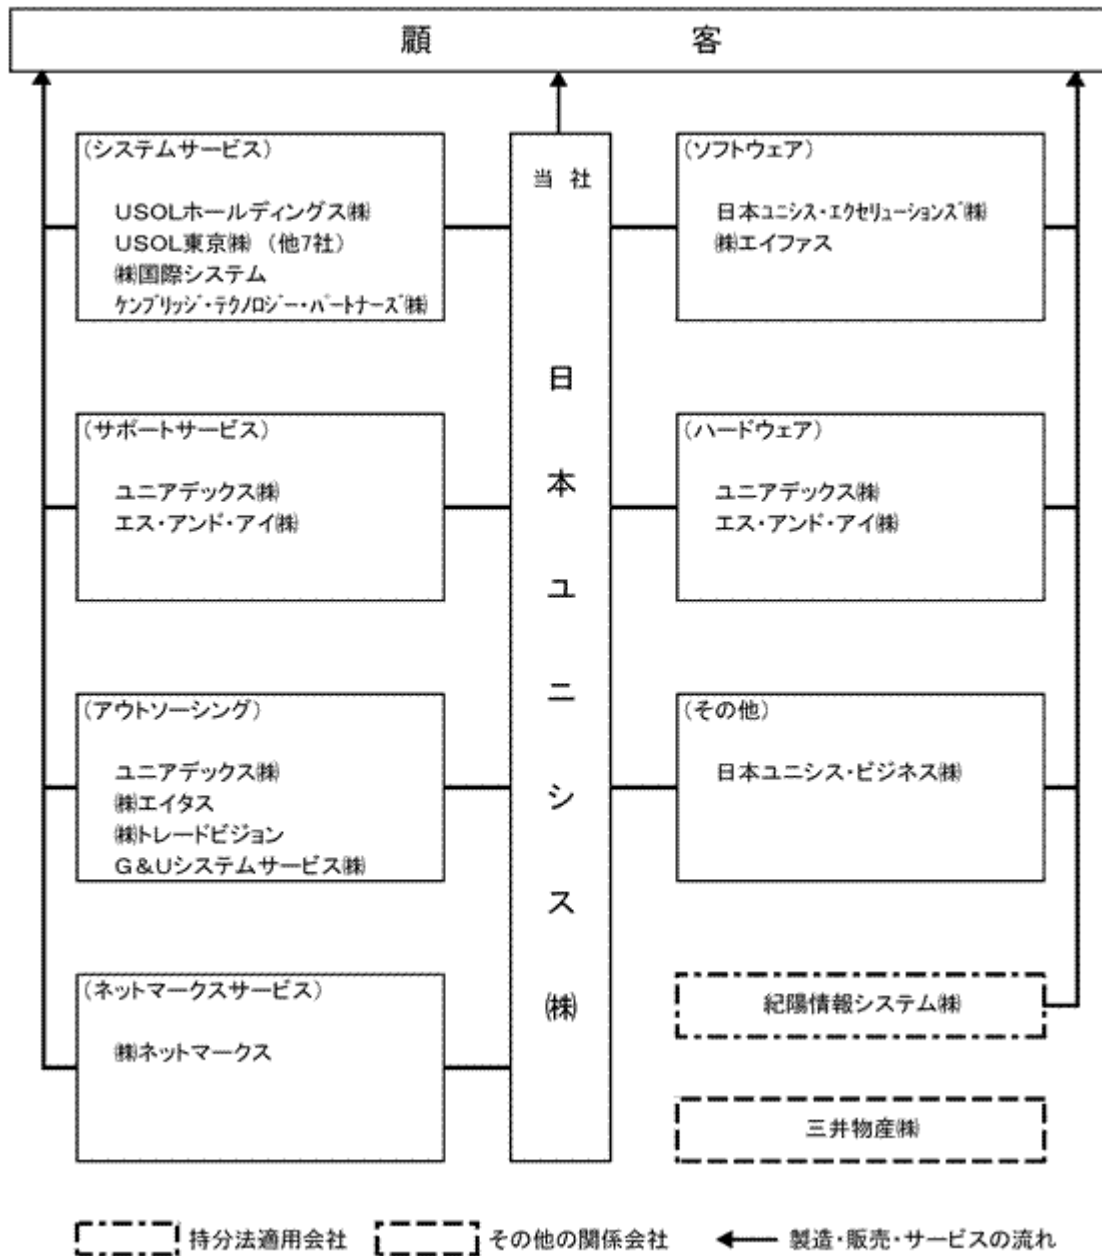 顧客
(システムサービス)
USOLホールディングス㈱
USOL東京㈱ (他7社)
㈱国際システム
ケンブリッジ・テクノロジー・パートナーズ㈱
(サポートサービス)
ユニアデックス㈱
エス・アンド・アイ㈱
(アウトソーシング)
ユニアデックス㈱
㈱エイタス
㈱トレードビジョン
G&Uシステムサービス㈱
(ネットマークスサービス)
㈱ネットマークス
当社
日本ユニシス㈱
(ソフトウェア)
日本ユニシス・エクセリューションズ㈱
㈱エイファス
(ハードウェア)
ユニアデックス㈱
エス・アンド・アイ㈱
(その他)
日本ユニシス・ビジネス㈱
紀陽情報システム㈱
三井物産㈱
持分法適用会社
その他の関係会社
製造・販売・サービスの流れ